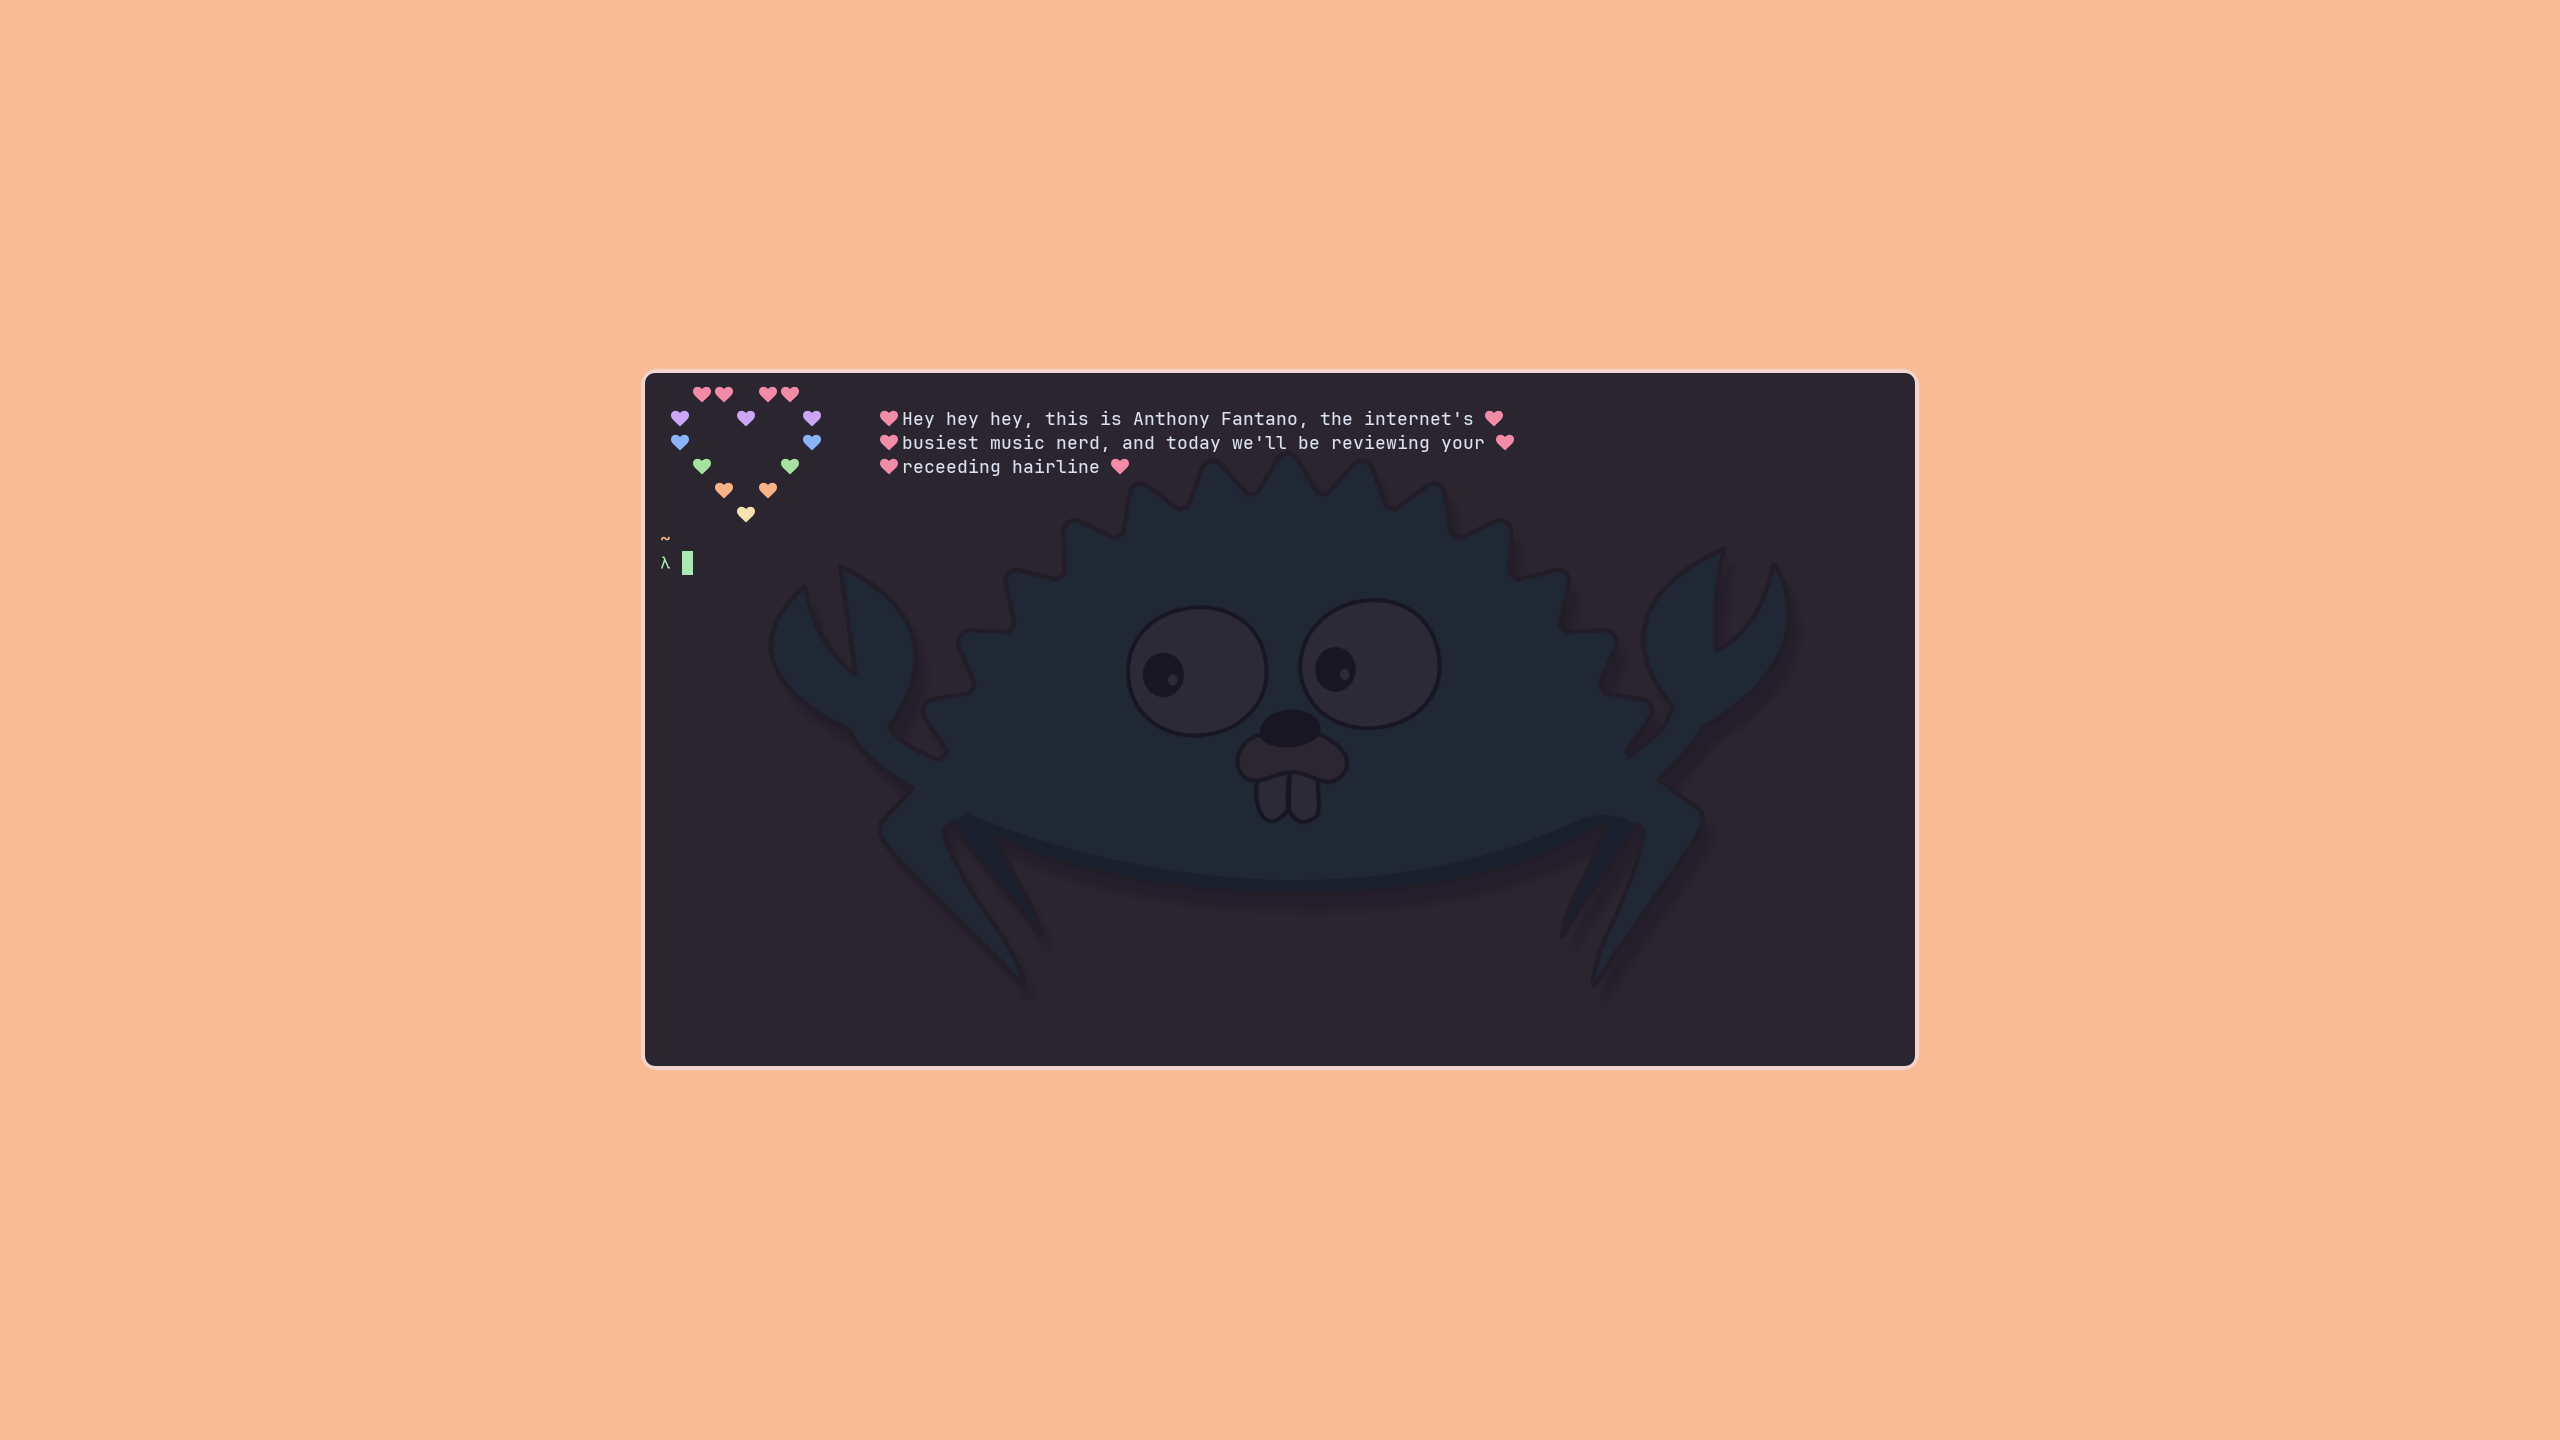 Hey hey hey, this is Anthony Fantano, the internet's
busiest music nerd, and today we'll be reviewing your
receeding hairline
~
λ